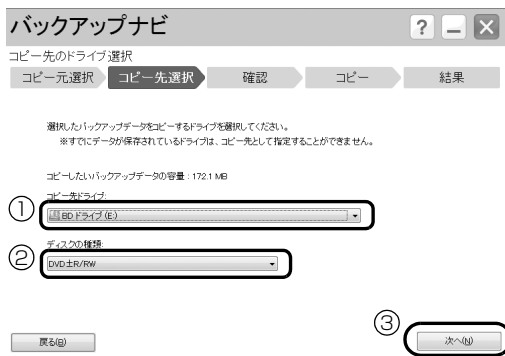 バックアップナビ
? – X
コピー先のドライブ選択
コピー元選択 コピー先選択 確認 コピー 結果
選択したバックアップデータをコピーするドライブを選択してください。
※すでにデータが保存されているドライブは、コピー先として指定することができません。
コピーしたいバックアップデータの容量 : 172.1 MB
コピー先ドライブ:
① BD ドライブ (E:)
ディスクの種類:
② DVD±R/RW
③
戻る(B) 次へ(N)